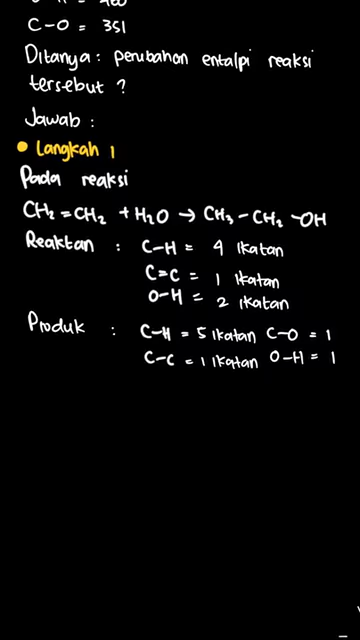 C-O = 351
Ditanya : perubahan entalpi reaksi
tersebut ?
Jawab :
• Langkah 1
Pada reaksi
CH₂=CH₂ + H₂O → CH₃-CH₂-OH
Reaktan : C-H = 4 Ikatan
C=C = 1 Ikatan
O-H = 2 Ikatan
Produk : C-H = 5 Ikatan C-O = 1
C-C = 1 Ikatan O-H = 1